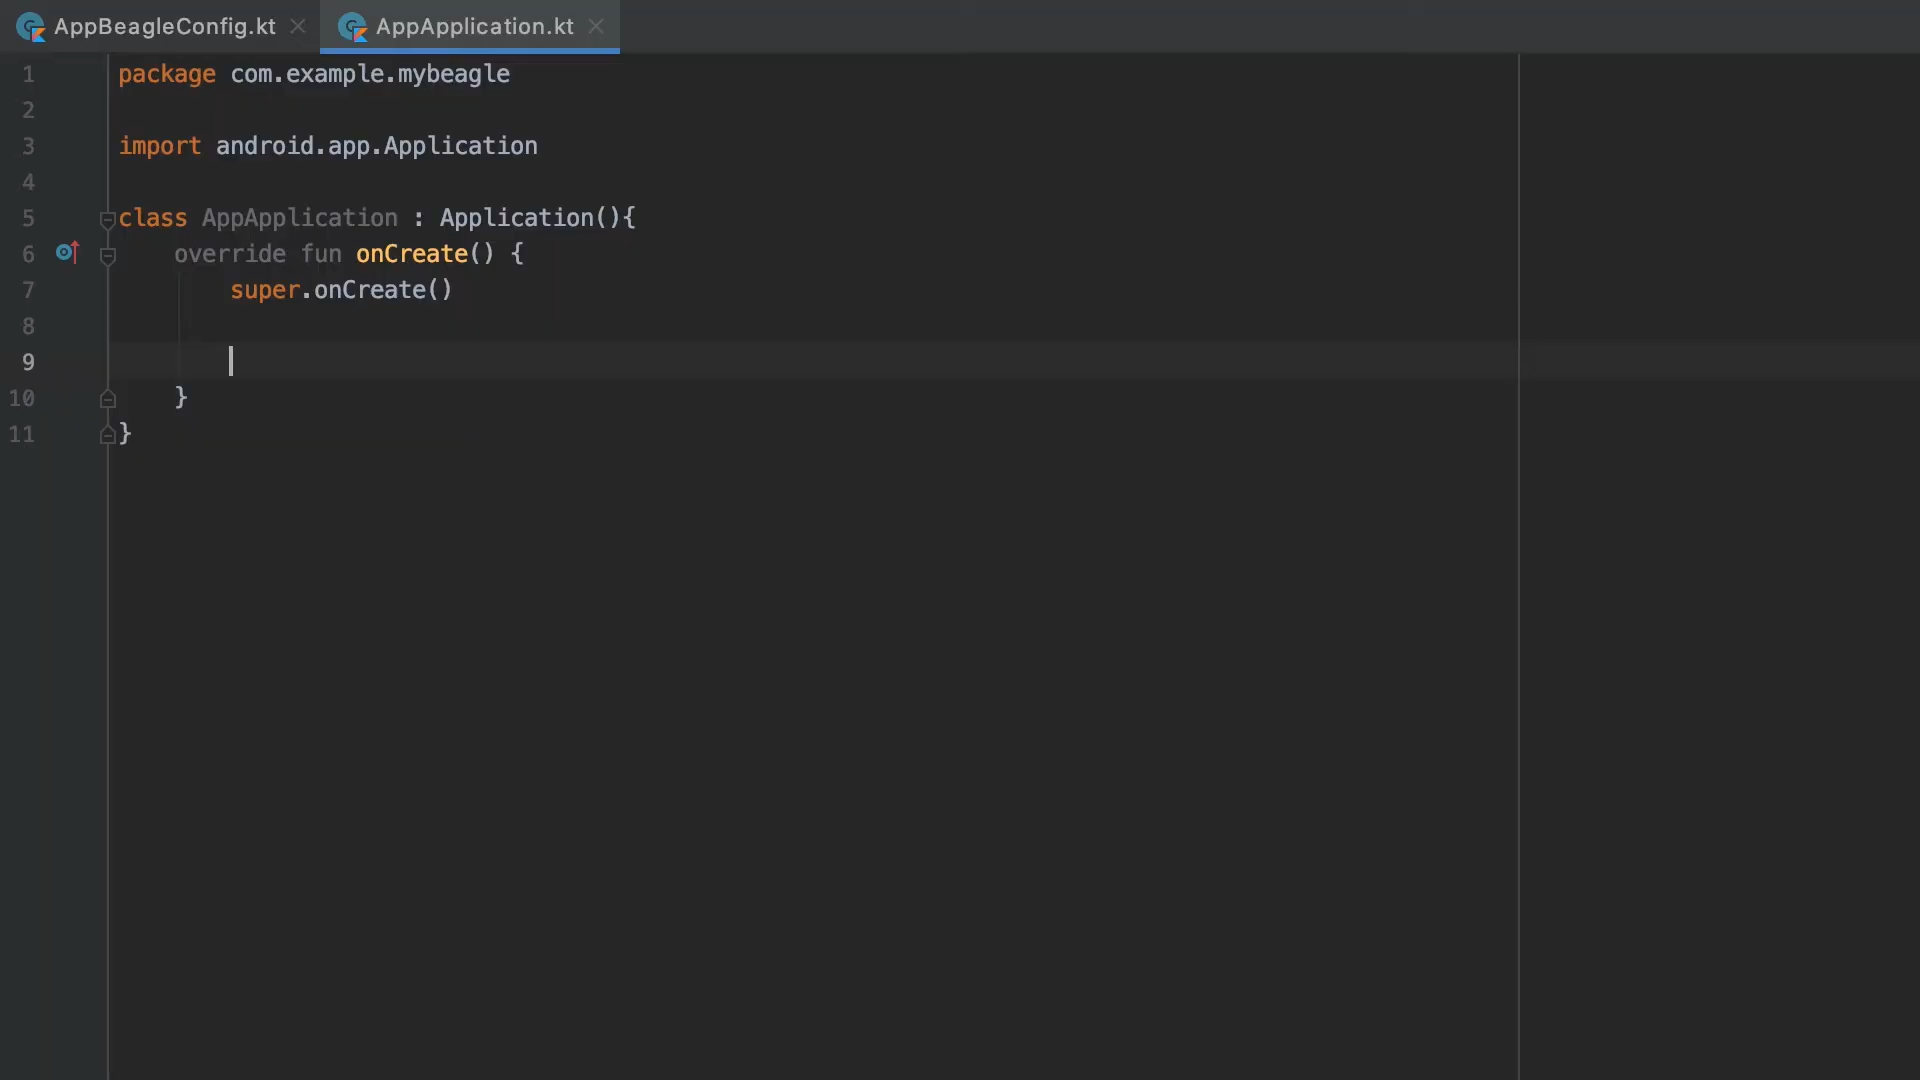 AppBeagleConfig.kt AppApplication.kt
1 package com.example.mybeagle
2
3 import android.app.Application
4
5 class AppApplication : Application(){
6 override fun onCreate() {
7 super.onCreate()
8
9
10 }
11 }